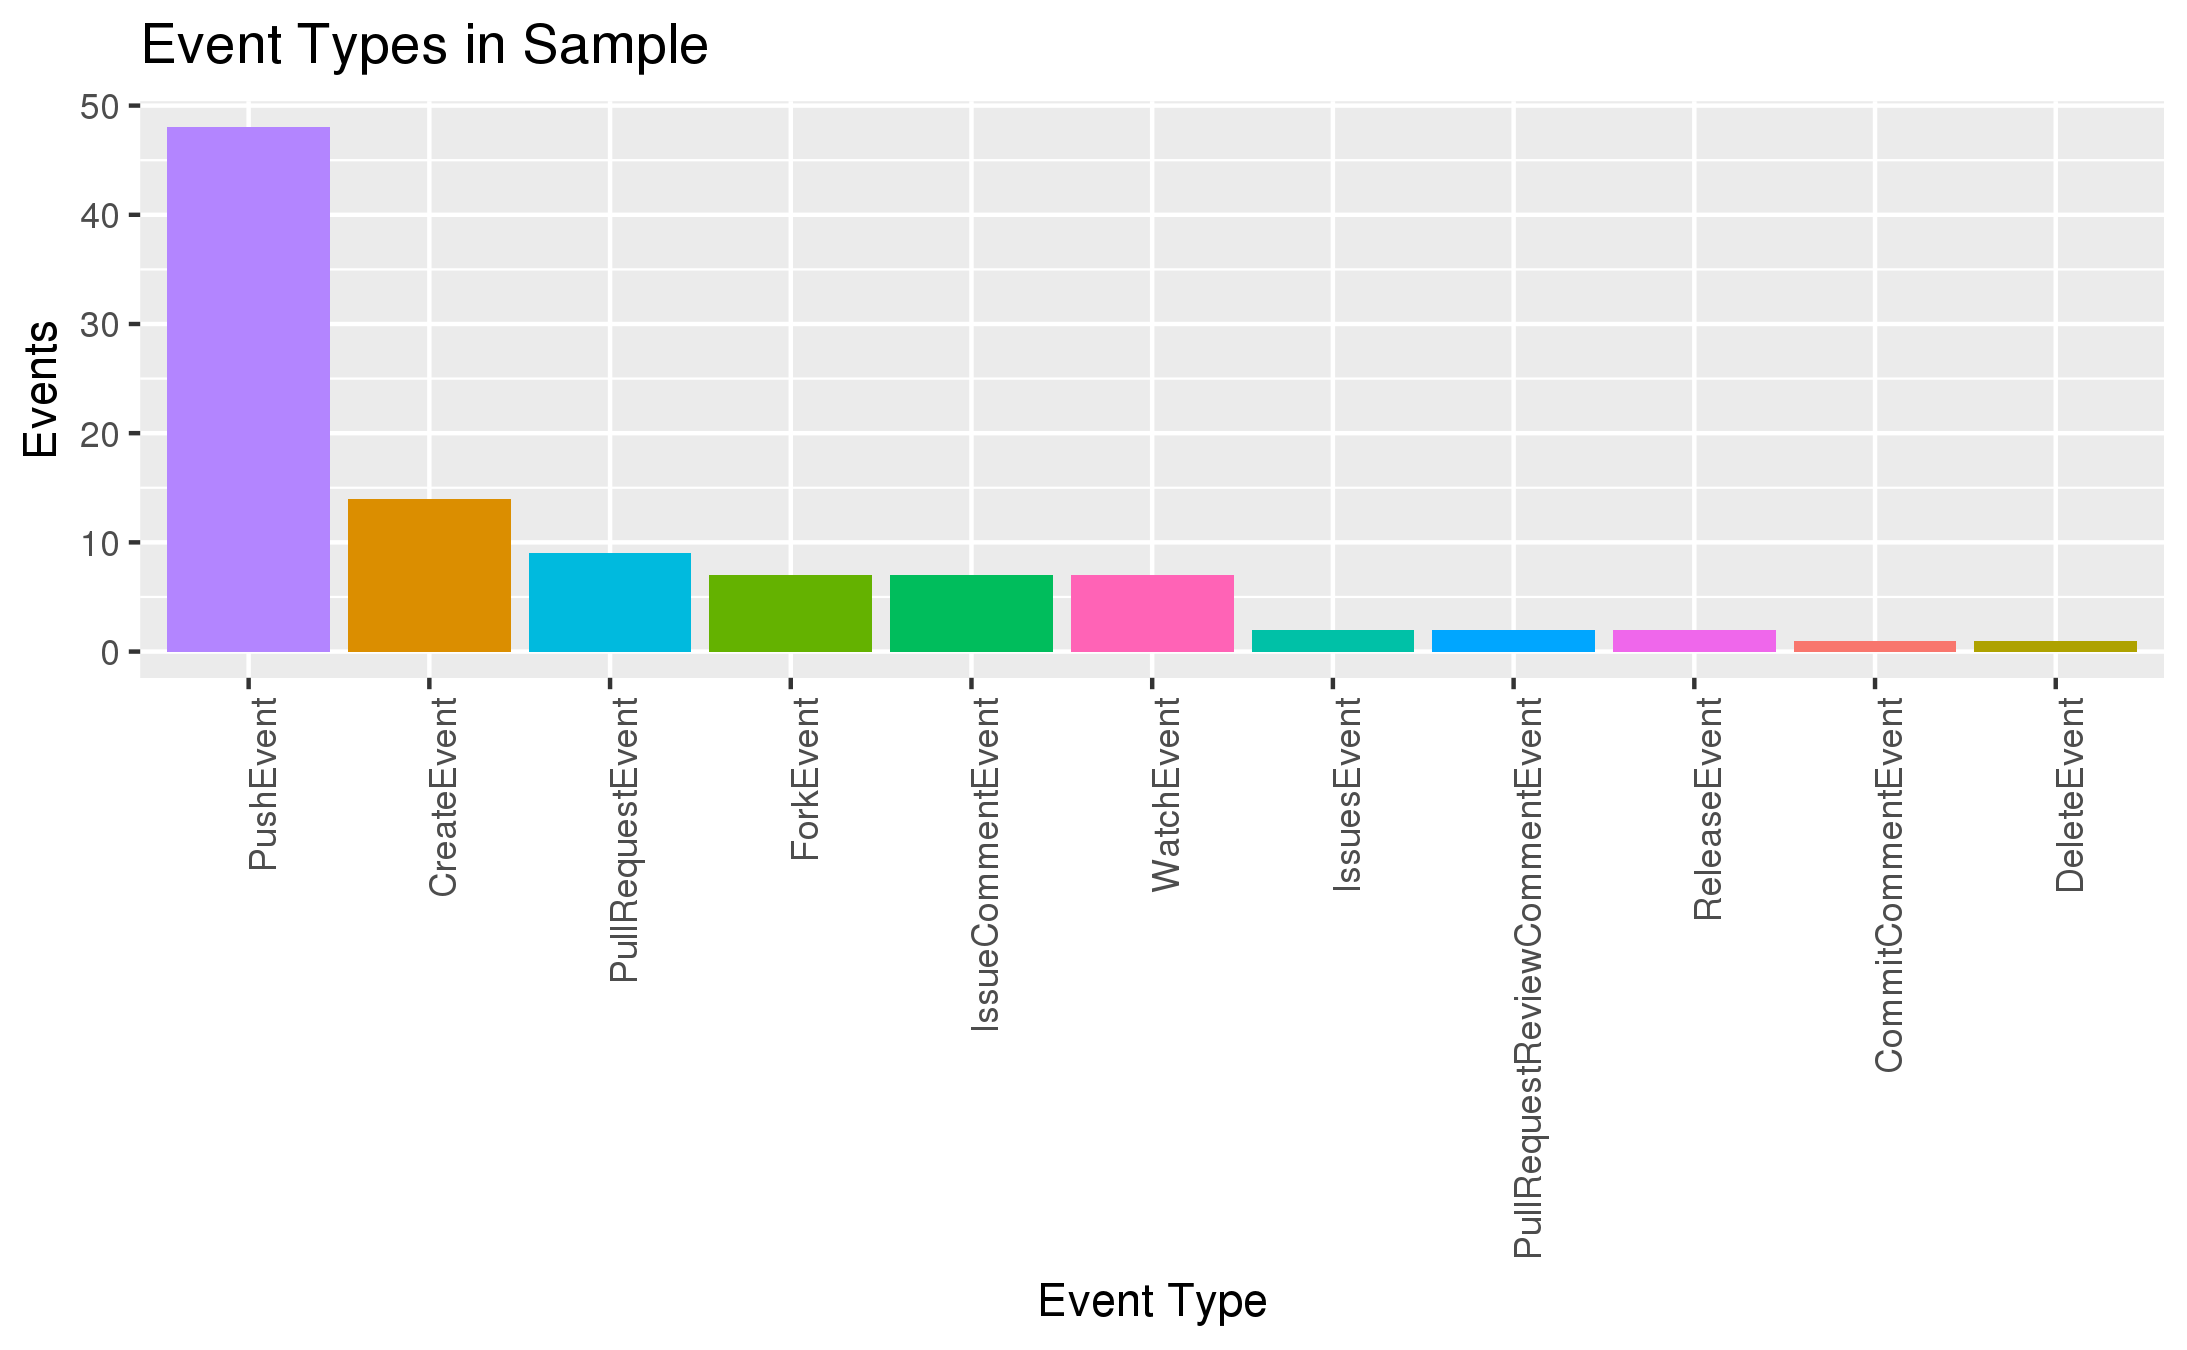 Event Types in Sample
Events
50
40
30
20
10
0
PushEvent
CreateEvent
PullRequestEvent
ForkEvent
IssueCommentEvent
WatchEvent
IssuesEvent
PullRequestReviewCommentEvent
ReleaseEvent
CommitCommentEvent
DeleteEvent
Event Type